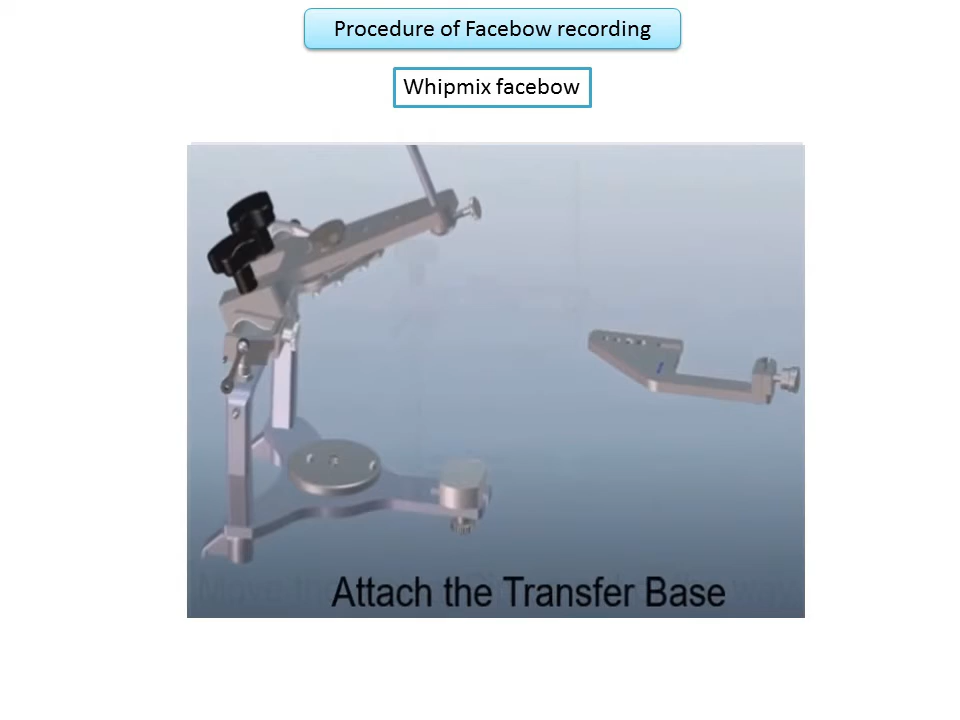 Procedure of Facebow recording
Whipmix facebow
Attach the Transfer Base